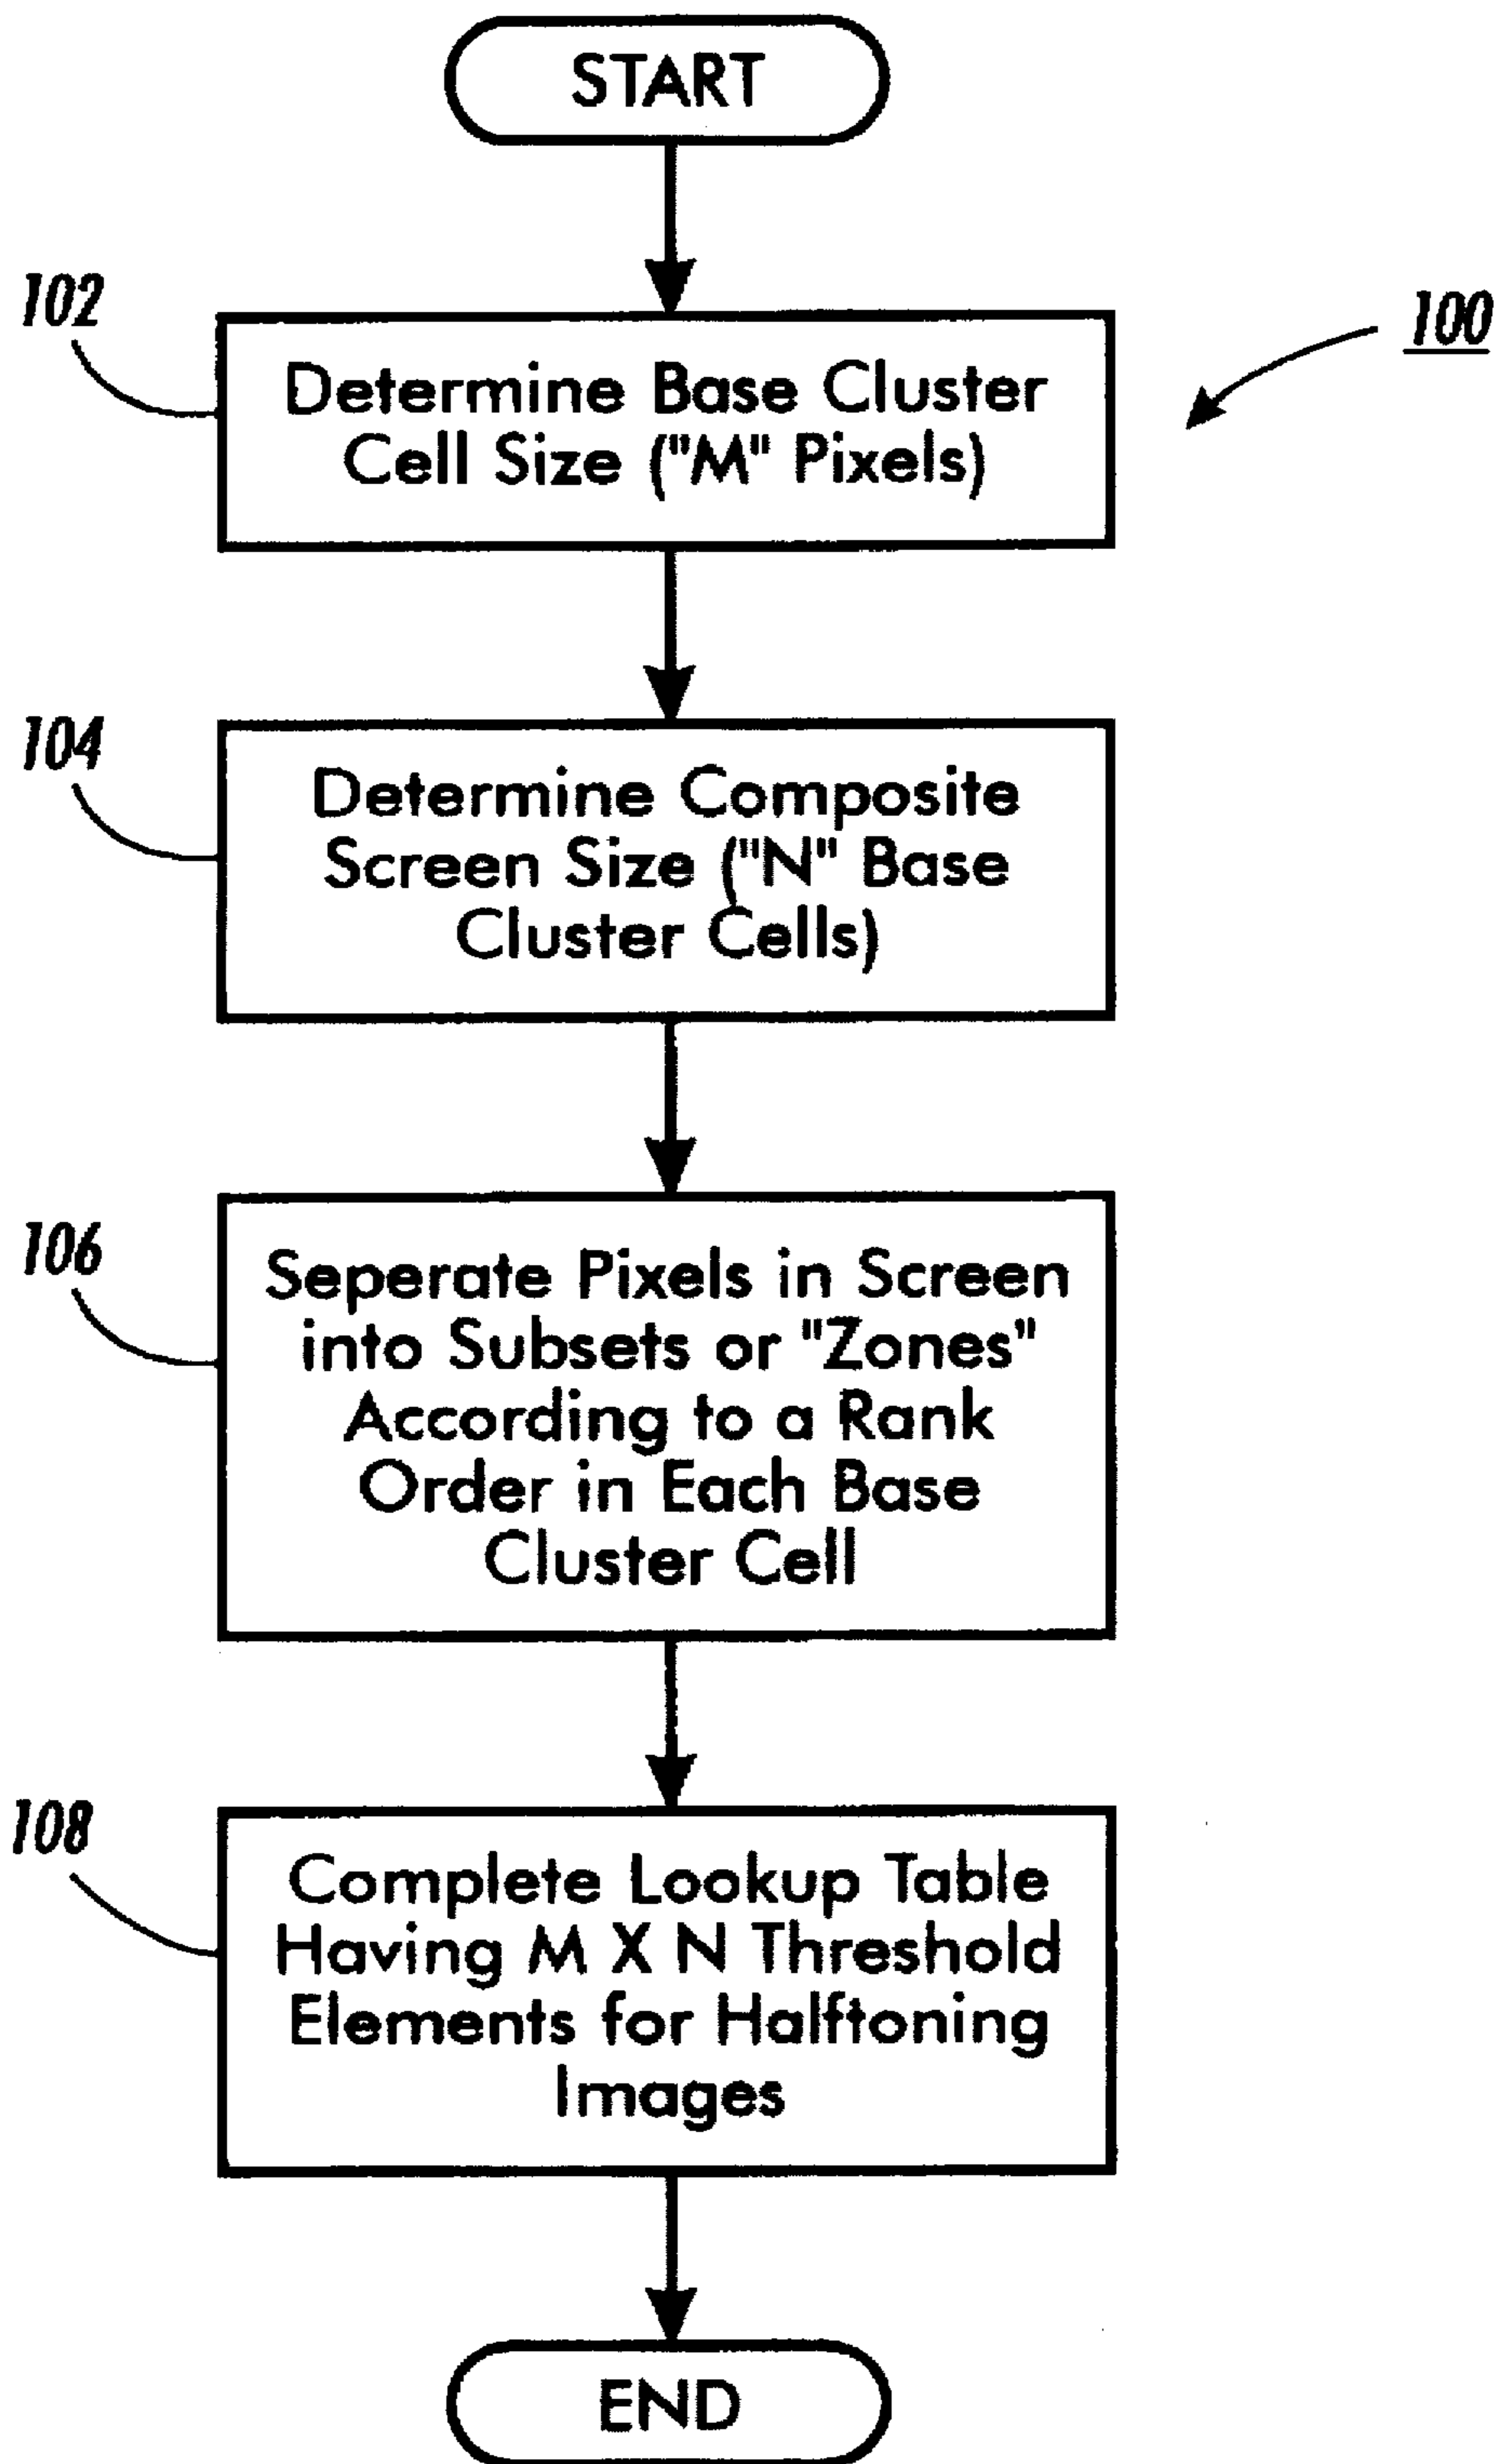 START
102
100
Determine Base Cluster
Cell Size ("M" Pixels)
104
Determine Composite
Screen Size ("N" Base
Cluster Cells)
106
Seperate Pixels in Screen
into Subsets or "Zones"
According to a Rank
Order in Each Base
Cluster Cell
108
Complete Lookup Table
Having M X N Threshold
Elements for Halftoning
Images
END